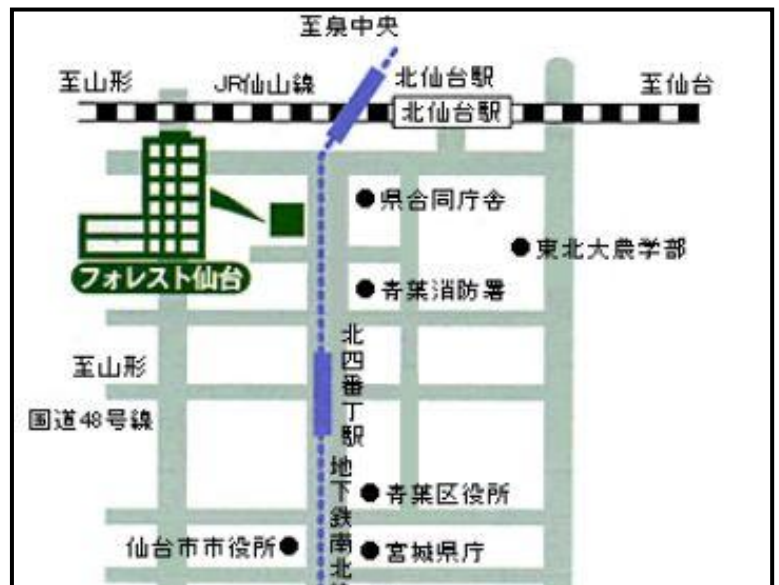 至泉中央
至山形
JR仙山線
北仙台駅
至仙台
北仙台駅
県合同庁舎
東北大農学部
フォレスト仙台
青葉消防署
北四番丁駅
至山形
国道48号線
地下鉄南北
青葉区役所
仙台市市役所
宮城県庁